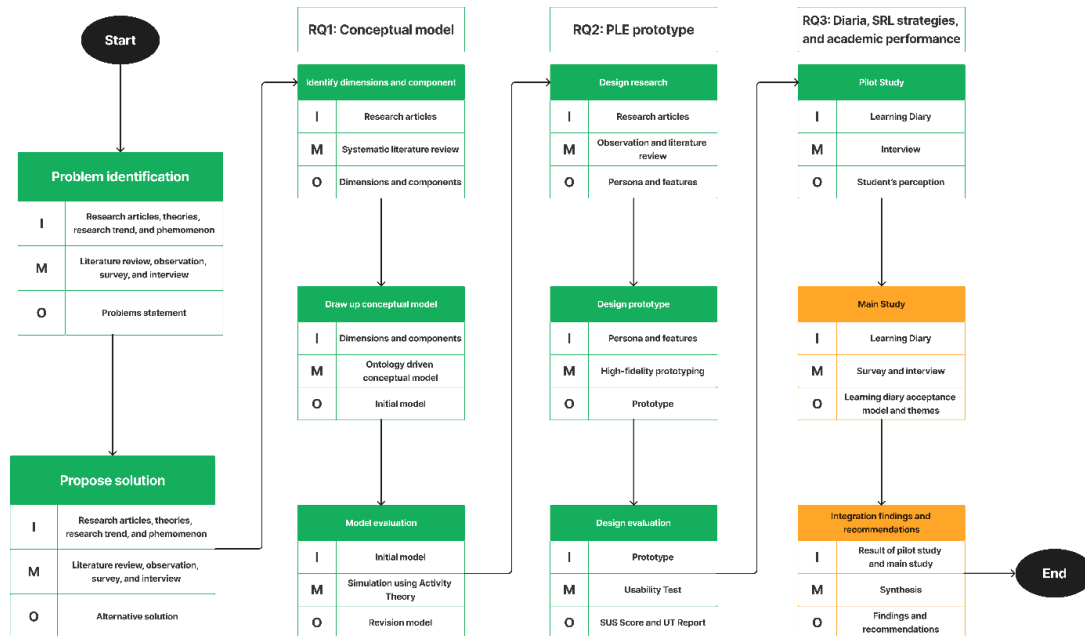 Start
Problem identification
I
Research articles, theories,
research trend, and phemomenon
M
Literature review, observation,
survey, and interview
O
Problems statement
Propose solution
I
Research articles, theories,
research trend, and phemomenon
M
Literature review, observation,
survey, and interview
O
Alternative solution
RQ1: Conceptual model
Identify dimensions and component
I
Research articles
M
Systematic literature review
O
Dimensions and components
Draw up conceptual model
I
Dimensions and components
M
Ontology driven
conceptual model
O
Initial model
Model evaluation
I
Initial model
M
Simulation using Activity
Theory
O
Revision model
RQ2: PLE prototype
Design research
I
Research articles
M
Observation and literature
review
O
Persona and features
Design prototype
I
Persona and features
M
High-fidelity prototyping
O
Prototype
Design evaluation
I
Prototype
M
Usability Test
O
SUS Score and UT Report
RQ3: Diaria, SRL strategies,
and academic performance
Pilot Study
I
Learning Diary
M
Interview
O
Student's perception
Main Study
I
Learning Diary
M
Survey and interview
O
Learning diary acceptance
model and themes
Integration findings and
recommendations
I
Result of pilot study
and main study
M
Synthesis
O
Findings and
recommendations
End